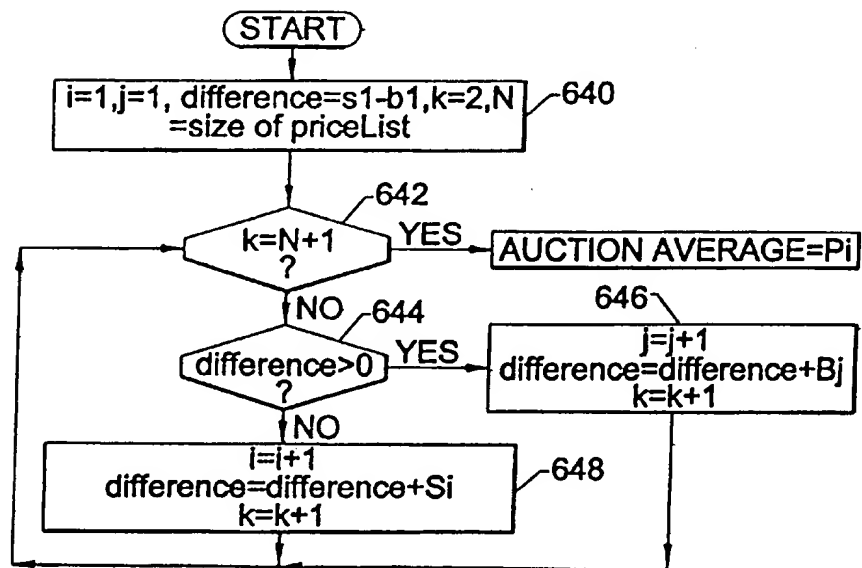 START
i=1,j=1, difference=s1-b1,k=2,N
=size of priceList
640
642
k=N+1
?
YES
AUCTION AVERAGE=Pi
NO
644
646
difference>0
?
YES
j=j+1
difference=difference+Bj
k=k+1
NO
i=i+1
difference=difference+Si
k=k+1
648